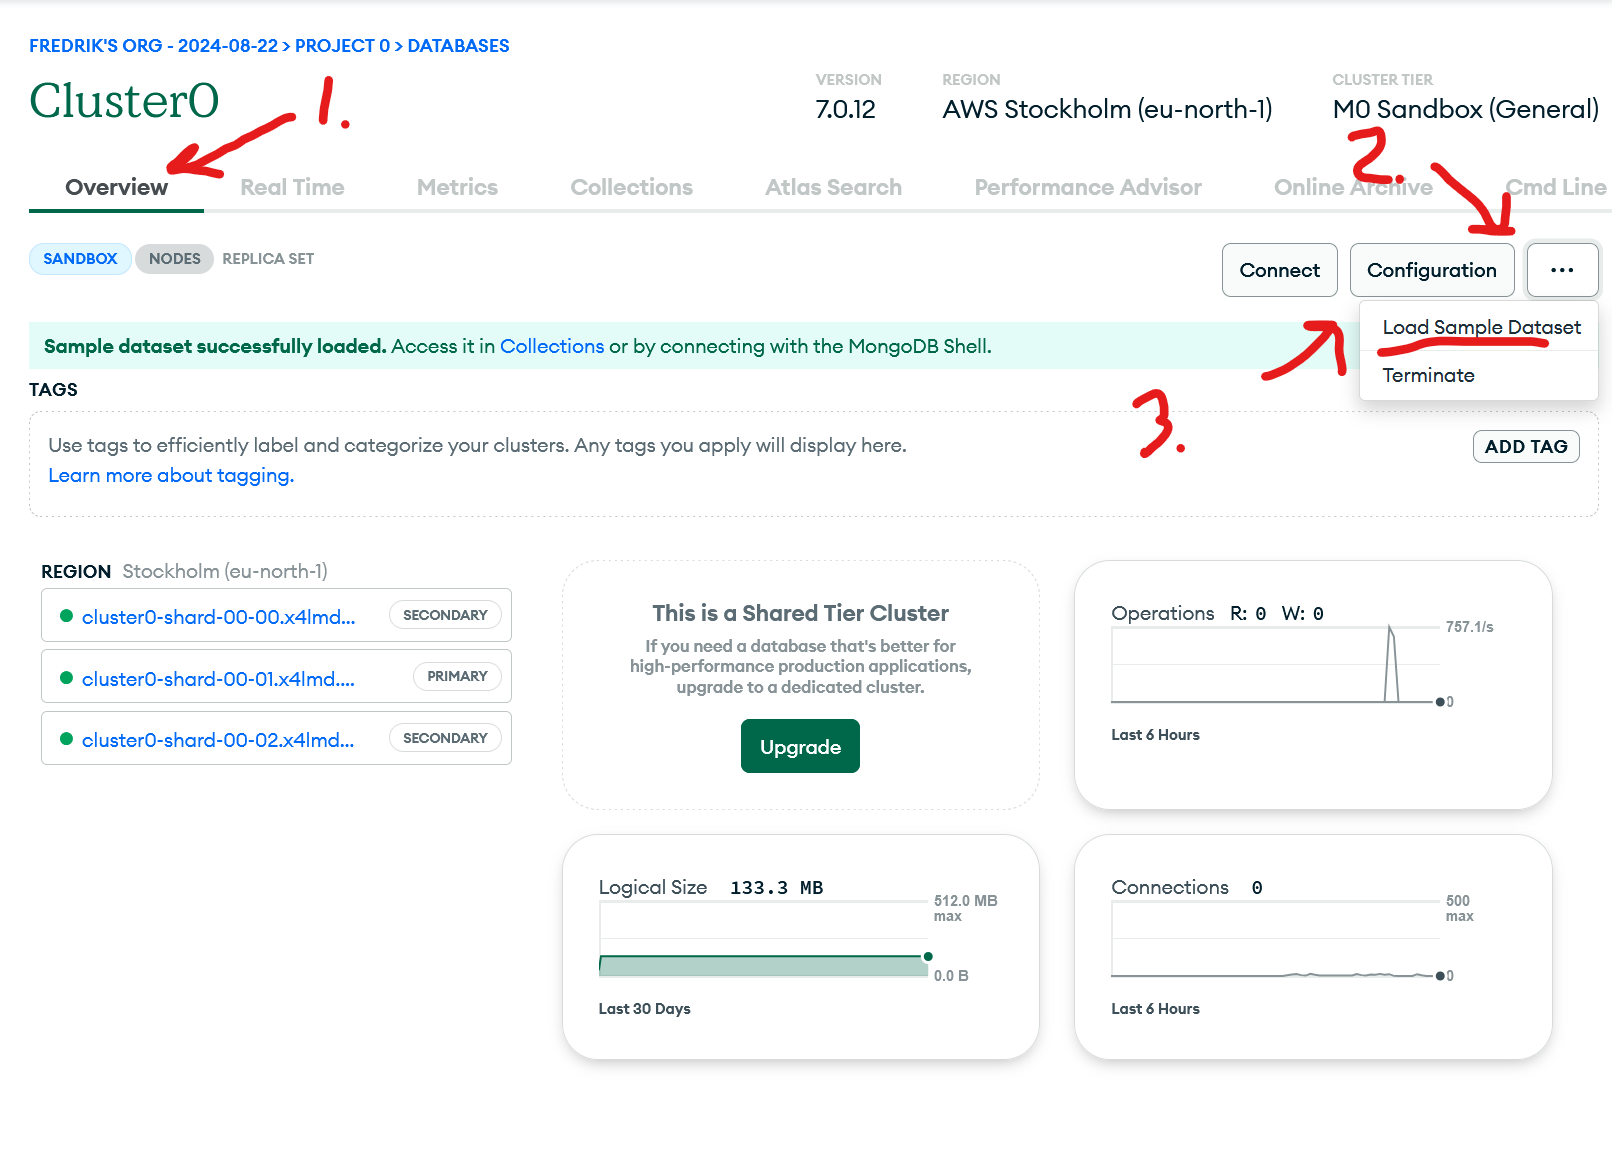 FREDRIK'S ORG - 2024-08-22 > PROJECT 0 > DATABASES
Cluster0
1.
VERSION
7.0.12
REGION
AWS Stockholm (eu-north-1)
CLUSTER TIER
M0 Sandbox (General)
2.
Overview Real Time Metrics Collections Atlas Search Performance Advisor Online Archive Cmd Line
SANDBOX NODES REPLICA SET
Connect Configuration ...
Load Sample Dataset
Terminate
3.
Sample dataset successfully loaded. Access it in Collections or by connecting with the MongoDB Shell.
TAGS
Use tags to efficiently label and categorize your clusters. Any tags you apply will display here.
Learn more about tagging.
ADD TAG
REGION Stockholm (eu-north-1)
cluster0-shard-00-00.x4lmd... SECONDARY
cluster0-shard-00-01.x4lmd.... PRIMARY
cluster0-shard-00-02.x4lmd... SECONDARY
This is a Shared Tier Cluster
If you need a database that's better for
high-performance production applications,
upgrade to a dedicated cluster.
Upgrade
Operations R: 0 W: 0
757.1/s
0
Last 6 Hours
Logical Size 133.3 MB
512.0 MB
max
0.0 B
Last 30 Days
Connections 0
500
max
0
Last 6 Hours